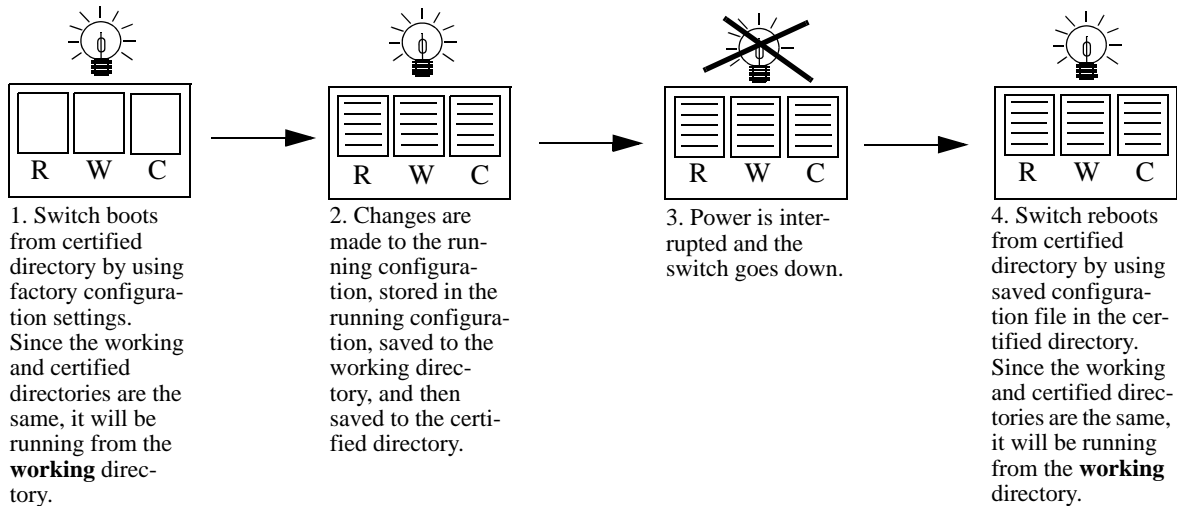 R W C
1. Switch boots
from certified
directory by using
factory configura-
tion settings.
Since the working
and certified
directories are the
same, it will be
running from the
working direc-
tory.
R W C
2. Changes are
made to the run-
ning configura-
tion, stored in the
running configura-
tion, saved to the
working direc-
tory, and then
saved to the certi-
fied directory.
R W C
3. Power is inter-
rupted and the
switch goes down.
R W C
4. Switch reboots
from certified
directory by using
saved configura-
tion file in the cer-
tified directory.
Since the working
and certified direc-
tories are the same,
it will be running
from the working
directory.